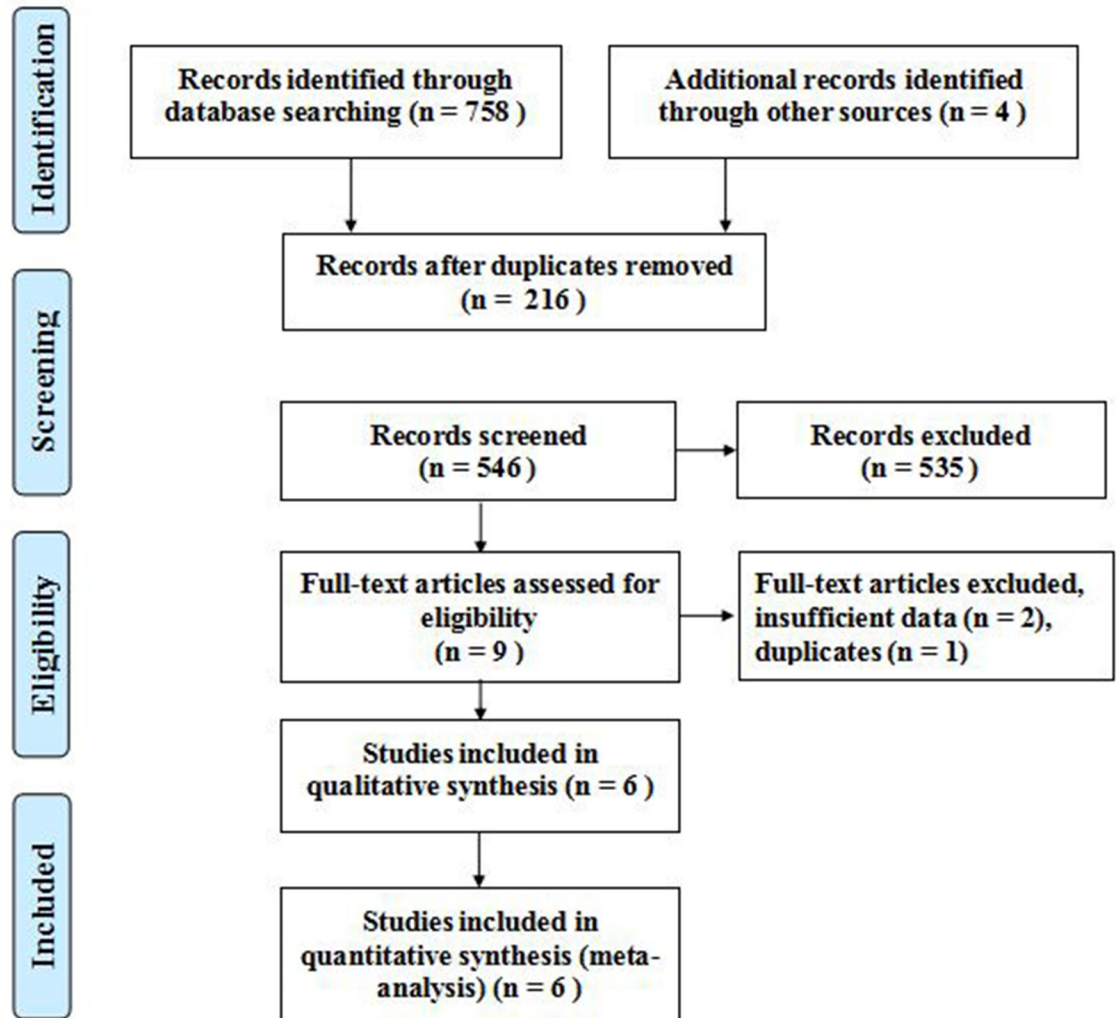 Identification
Records identified through
database searching (n = 758 )
Additional records identified
through other sources (n = 4 )
Records after duplicates removed
(n = 216 )
Screening
Records screened
(n = 546 )
Records excluded
(n = 535 )
Eligibility
Full-text articles assessed for
eligibility
(n = 9 )
Full-text articles excluded,
insufficient data (n = 2),
duplicates (n = 1)
Studies included in
qualitative synthesis (n = 6 )
Included
Studies included in
quantitative synthesis (meta-
analysis) (n = 6 )